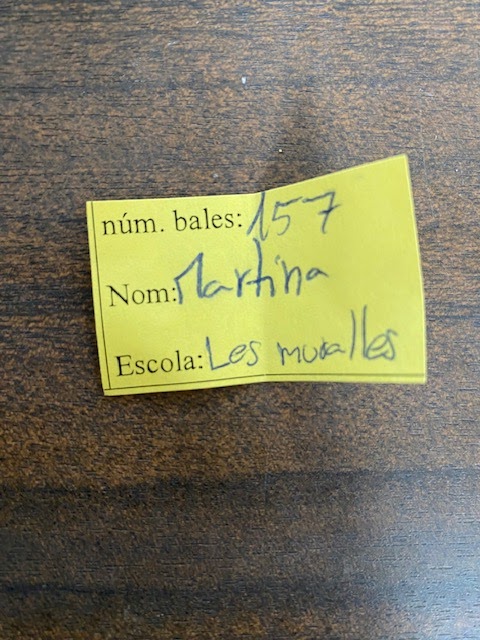 núm. bales: 157
Nom: Martina
Escola: Les muralles